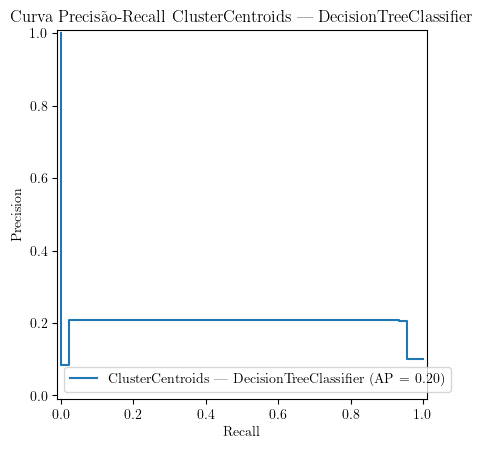 Curva Precisão-Recall ClusterCentroids — DecisionTreeClassifier
1.0
0.8
0.6
0.4
0.2
0.0
Precision
ClusterCentroids — DecisionTreeClassifier (AP = 0.20)
0.0 0.2 0.4 0.6 0.8 1.0
Recall